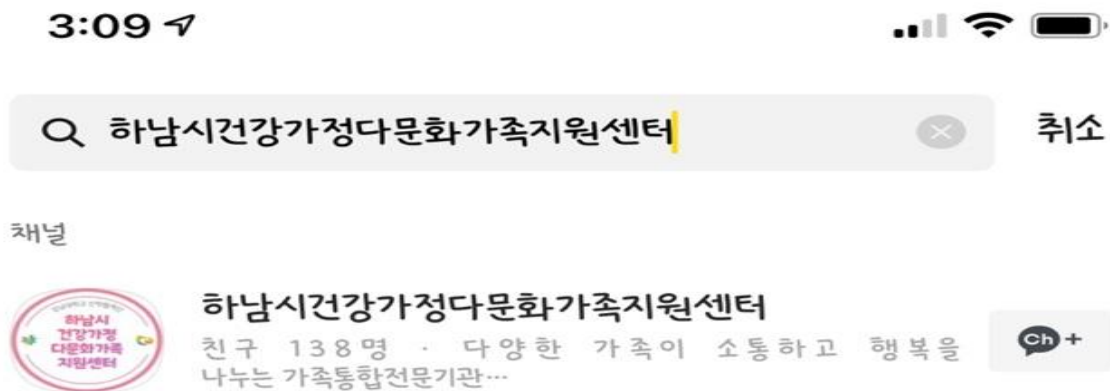 3:09
하남시건강가정다문화가족지원센터
취소
채널
하남시
건강가정
다문화가족
지원센터
하남시건강가정다문화가족지원센터
친구 138명 · 다양한 가족이 소통하고 행복을
나누는 가족통합전문기관…
Ch+